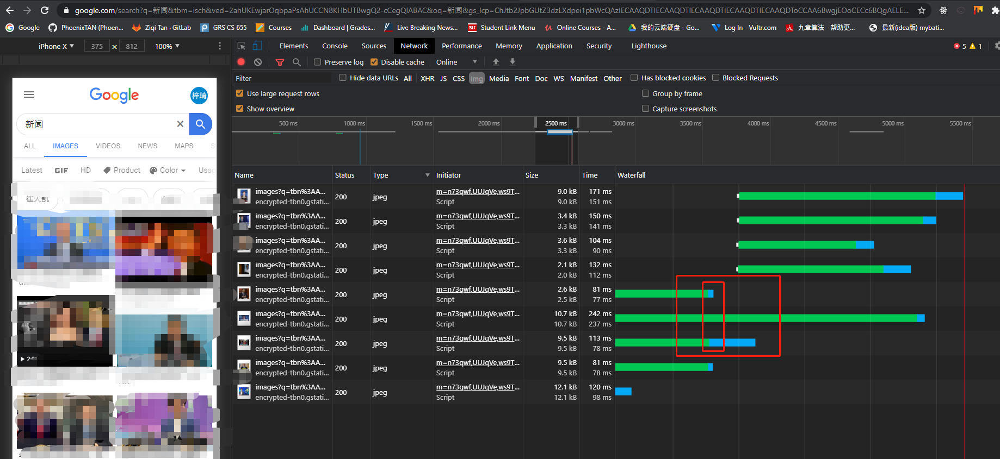 google.com/search?q=新闻&tbm=isch&ved=2ahUKEwjarOqbpaPsAhUCCN8KHbUTBwgQ2-cCegQIABAC&oq=新闻&gs_lcp=ChJtb2JpbGUtZ3dzLXdpei1pbWcQAzIECAAQDTIECAAQDTIECAAQDTIECAAQDTIECAAQDToCCAA6BwgjEOoCECc6BQgAELE...
Google PhoenixTAN (Phoen... Ziqi Tan · GitLab GRS CS 655 Courses Dashboard | Grades... Live Breaking News... BU Student Link Menu Online Courses - A... 我的云端硬盘 - Go... Log In - Vultr.com 九章算法 - 帮助更... 最新(idea版) mybati...
iPhone X 375 x 812 100%
Elements Console Sources Network Performance Memory Application Security Lighthouse 5 1
Preserve log Disable cache Online
Filter Hide data URLs All XHR JS CSS Img Media Font Doc WS Manifest Other Has blocked cookies Blocked Requests
Use large request rows Group by frame
Show overview Capture screenshots
500 ms 1000 ms 1500 ms 2000 ms 2500 ms 3000 ms 3500 ms 4000 ms 4500 ms 5000 ms 5500 ms
Google 梓琦
新闻
ALL IMAGES VIDEOS NEWS MAPS S
Latest GIF HD Product Color Usag
崔天凯
2:0
Name Status Type Initiator Size Time Waterfall
images?q=tbn%3AA... 200 jpeg m=n73qwf,UUJqVe,ws9T... 9.0 kB 171 ms
encrypted-tbn0.gstati... Script 9.0 kB 151 ms
images?q=tbn%3AA... 200 jpeg m=n73qwf,UUJqVe,ws9T... 3.4 kB 150 ms
encrypted-tbn0.gstati... Script 3.3 kB 141 ms
images?q=tbn%3AA... 200 jpeg m=n73qwf,UUJqVe,ws9T... 3.6 kB 104 ms
encrypted-tbn0.gstati... Script 3.3 kB 90 ms
images?q=tbn%3AA... 200 jpeg m=n73qwf,UUJqVe,ws9T... 2.1 kB 132 ms
encrypted-tbn0.gstati... Script 2.0 kB 112 ms
images?q=tbn%3AA... 200 jpeg m=n73qwf,UUJqVe,ws9T... 2.6 kB 81 ms
encrypted-tbn0.gstati... Script 2.5 kB 77 ms
images?q=tbn%3AA... 200 jpeg m=n73qwf,UUJqVe,ws9T... 10.7 kB 242 ms
encrypted-tbn0.gstati... Script 10.7 kB 237 ms
images?q=tbn%3AA... 200 jpeg m=n73qwf,UUJqVe,ws9T... 9.5 kB 113 ms
encrypted-tbn0.gstati... Script 9.5 kB 78 ms
images?q=tbn%3AA... 200 jpeg m=n73qwf,UUJqVe,ws9T... 9.5 kB 81 ms
encrypted-tbn0.gstati... Script 9.5 kB 78 ms
images?q=tbn%3AA... 200 jpeg m=n73qwf,UUJqVe,ws9T... 12.1 kB 120 ms
encrypted-tbn0.gstati... Script 12.1 kB 98 ms